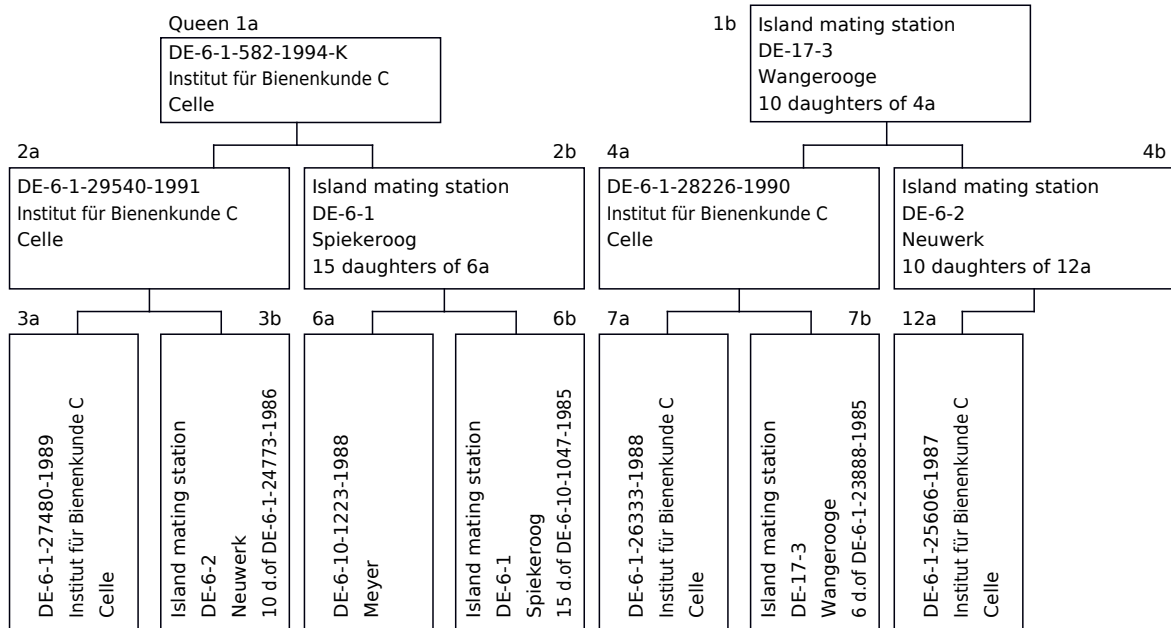 Queen 1a
DE-6-1-582-1994-K
Institut für Bienenkunde C
Celle
1b
Island mating station
DE-17-3
Wangerooge
10 daughters of 4a
2a
DE-6-1-29540-1991
Institut für Bienenkunde C
Celle
2b
Island mating station
DE-6-1
Spiekeroog
15 daughters of 6a
4a
DE-6-1-28226-1990
Institut für Bienenkunde C
Celle
4b
Island mating station
DE-6-2
Neuwerk
10 daughters of 12a
3a
DE-6-1-27480-1989
Institut für Bienenkunde C
Celle
3b
Island mating station
DE-6-2
Neuwerk
10 d.of DE-6-1-24773-1986
6a
DE-6-10-1223-1988
Meyer
6b
Island mating station
DE-6-1
Spiekeroog
15 d.of DE-6-10-1047-1985
7a
DE-6-1-26333-1988
Institut für Bienenkunde C
Celle
7b
Island mating station
DE-17-3
Wangerooge
6 d.of DE-6-1-23888-1985
12a
DE-6-1-25606-1987
Institut für Bienenkunde C
Celle